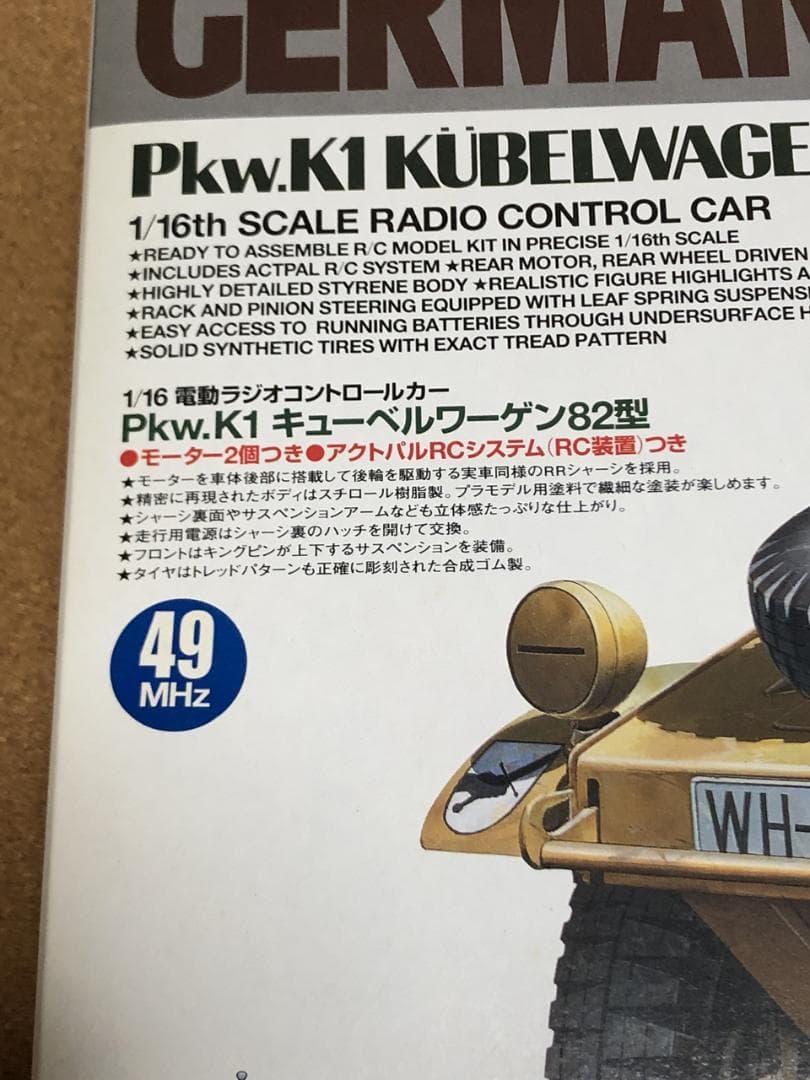 GERMAN
Pkw.K1 KÜBELWAGE
1/16th SCALE RADIO CONTROL CAR
★READY TO ASSEMBLE R/C MODEL KIT IN PRECISE 1/16th SCALE
★INCLUDES ACTPAL R/C SYSTEM ★REAR MOTOR, REAR WHEEL DRIVEN
★HIGHLY DETAILED STYRENE BODY ★REALISTIC FIGURE HIGHLIGHTS A
★RACK AND PINION STEERING EQUIPPED WITH LEAF SPRING SUSPENSI
★EASY ACCESS TO RUNNING BATTERIES THROUGH UNDERSURFACE H
★SOLID SYNTHETIC TIRES WITH EXACT TREAD PATTERN
1/16 電動ラジオコントロールカー
Pkw.K1 キューベルワーゲン82型
●モーター2個つき●アクトパルRCシステム(RC装置)つき
★モーターを車体後部に搭載して後輪を駆動する実車同様のRRシャーシを採用。
★精密に再現されたボディはスチロール樹脂製。プラモデル用塗料で繊細な塗装が楽しめます。
★シャーシ裏面やサスペンションアームなども立体感たっぷりな仕上がり。
★走行用電源はシャーシ裏のハッチを開けて交換。
★フロントはキングピンが上下するサスペンションを装備。
★タイヤはトレッドパターンも正確に彫刻された合成ゴム製。
49
MHz
WH-